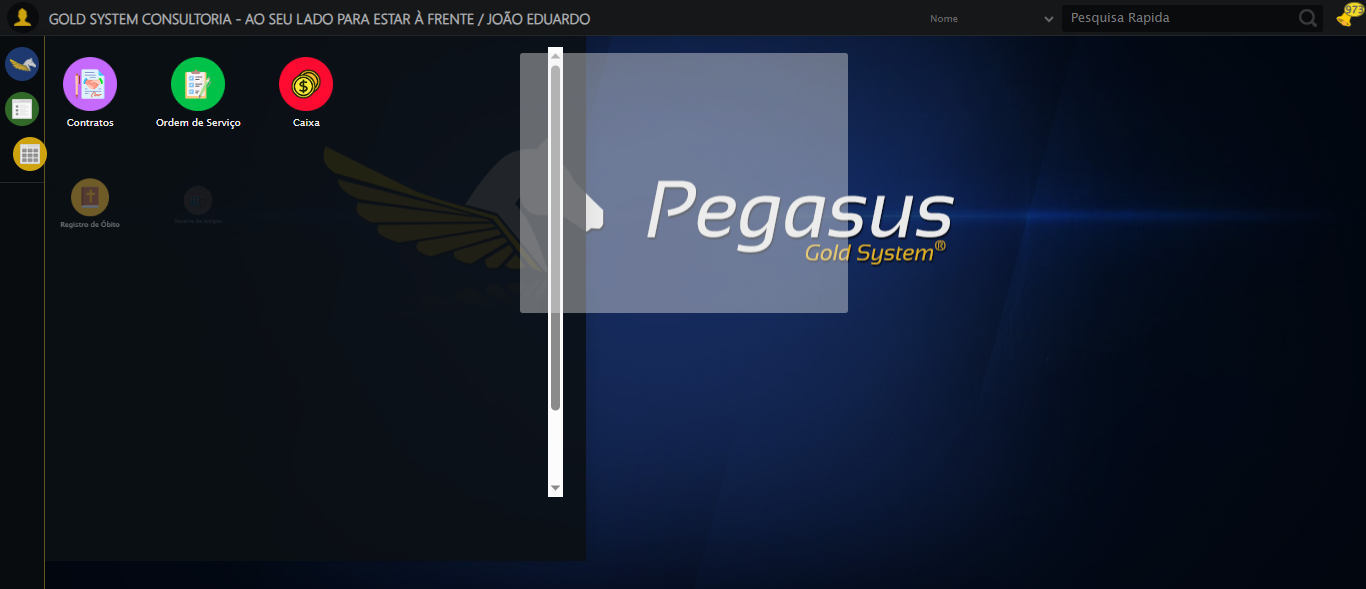 GOLD SYSTEM CONSULTORIA - AO SEU LADO PARA ESTAR À FRENTE / JOÃO EDUARDO
Nome
Pesquisa Rapida
973
Contratos
Ordem de Serviço
Caixa
Registro de Óbito
Pegasus
Gold System®